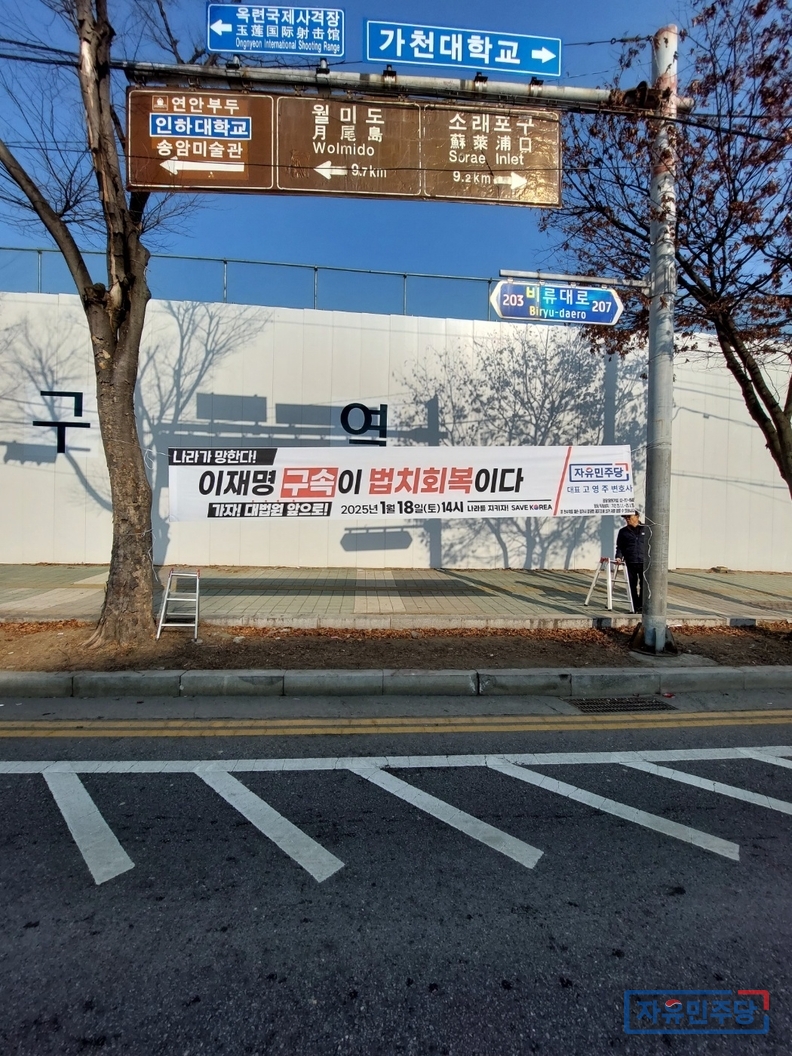 옥련국제사격장
玉莲国际射击馆
Ongnyeon International Shooting Range
가천대학교
연안부두
인하대학교
송암미술관
월미도
月尾島
Wolmido
9.7km
소래포구
蘇萊浦口
Sorae Inlet
9.2km
203 비류대로 207
Biryu-daero
구 역
나라가 망한다!
이재명 구속이 법치회복이다
가자! 대법원 앞으로! 2025년 1월 18일(토) 14시 나라를 지키자! SAVE KOREA
자유민주당
대표 고영주 변호사
자유민주당